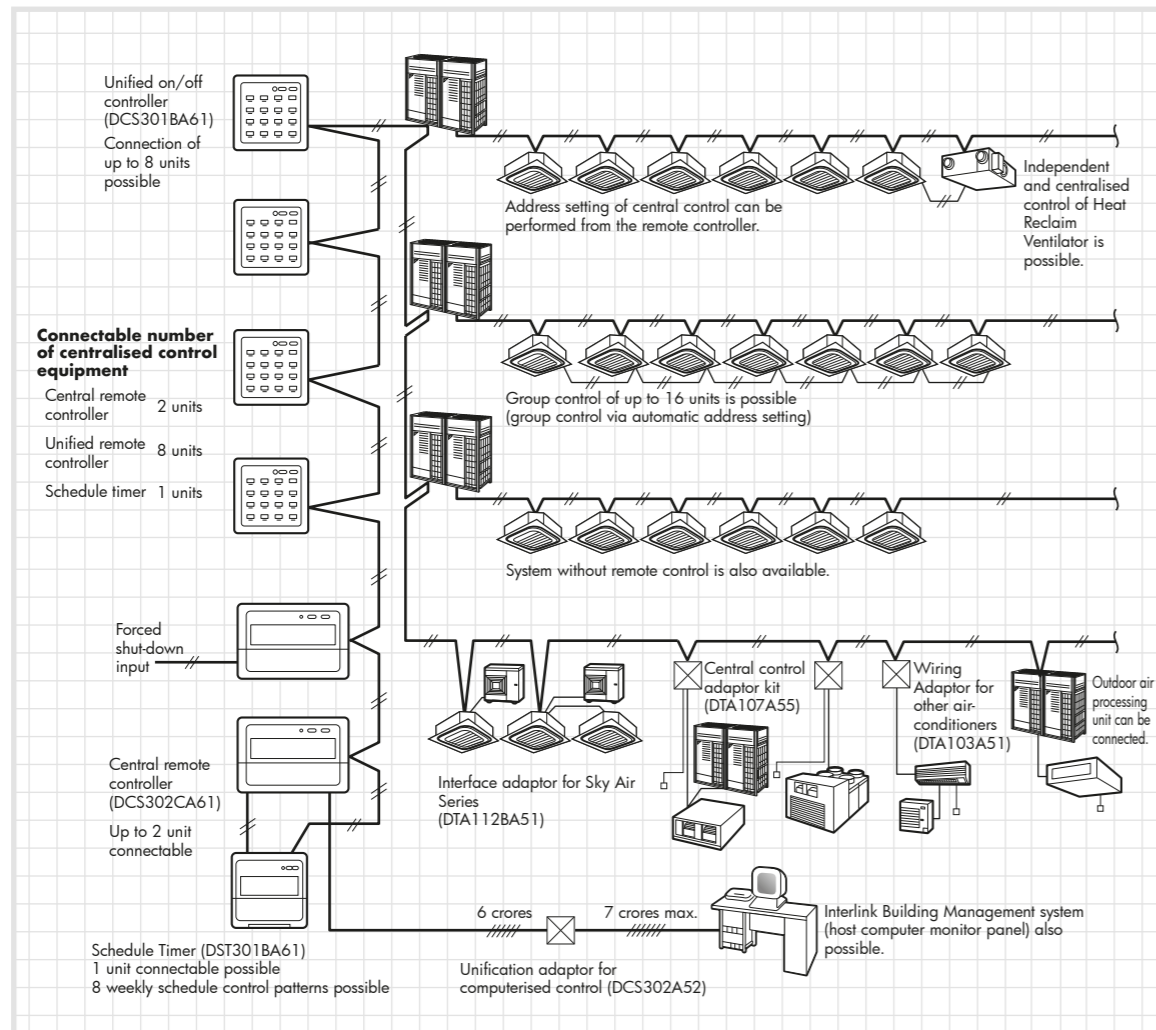 Unified on/off
controller
(DCS301BA61)
Connection of
up to 8 units
possible
Address setting of central control can be
performed from the remote controller.
Independent
and centralised
control of Heat
Reclaim
Ventilator is
possible.
Connectable number
of centralised control
equipment
Central remote
controller
2 units
Unified remote
controller
8 units
Schedule timer 1 units
Group control of up to 16 units is possible
(group control via automatic address setting)
System without remote control is also available.
Forced
shut-down
input
Central control
adaptor kit
(DTA107A55)
Wiring
Adaptor for
other air-
conditioners
(DTA103A51)
Outdoor air
processing
unit can be
connected.
Interface adaptor for Sky Air
Series
(DTA112BA51)
Central remote
controller
(DCS302CA61)
Up to 2 unit
connectable
Schedule Timer (DST301BA61)
1 unit connectable possible
8 weekly schedule control patterns possible
6 crores
7 crores max.
Unification adaptor for
computerised control (DCS302A52)
Interlink Building Management system
(host computer monitor panel) also
possible.